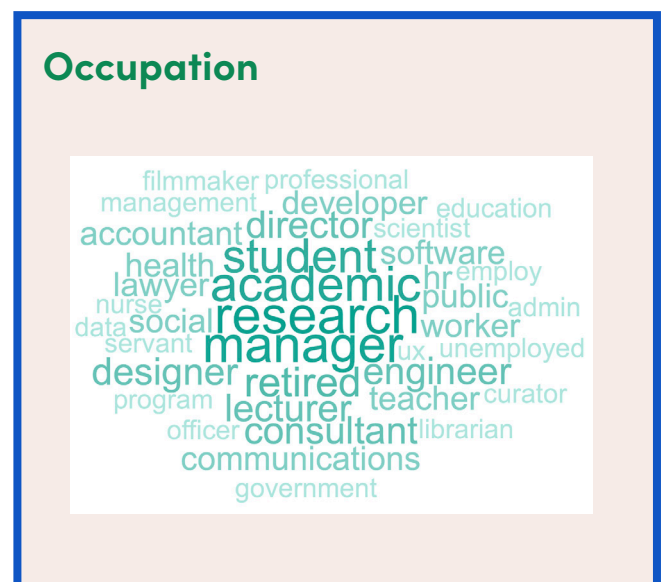 Occupation
filmmaker professional
management developer education
accountant director scientist
health student software
lawyer academic hr employ
nurse public admin
data social research worker
servant manager ux unemployed
designer retired engineer
program lecturer teacher curator
officer consultant librarian
communications
government